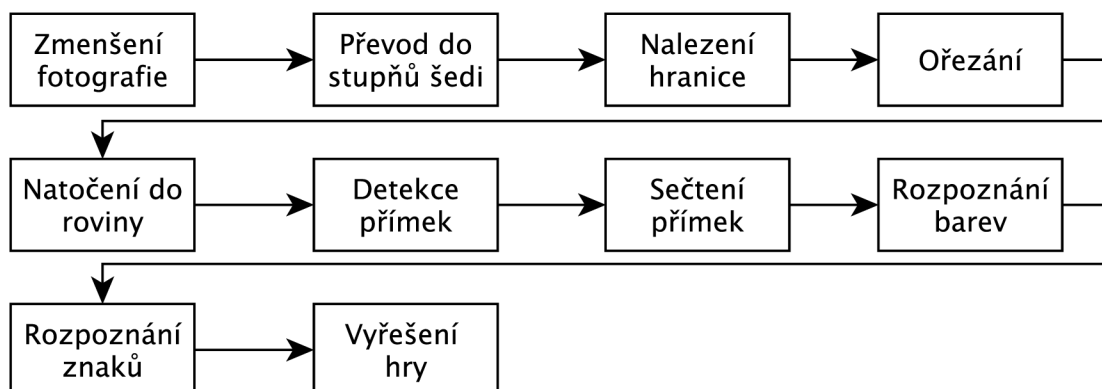 Zmenšení
fotografie
Převod do
stupňů šedi
Nalezení
hranice
Ořezání
Natočení do
roviny
Detekce
přímek
Sečtení
přímek
Rozpoznání
barev
Rozpoznání
znaků
Vyřešení
hry